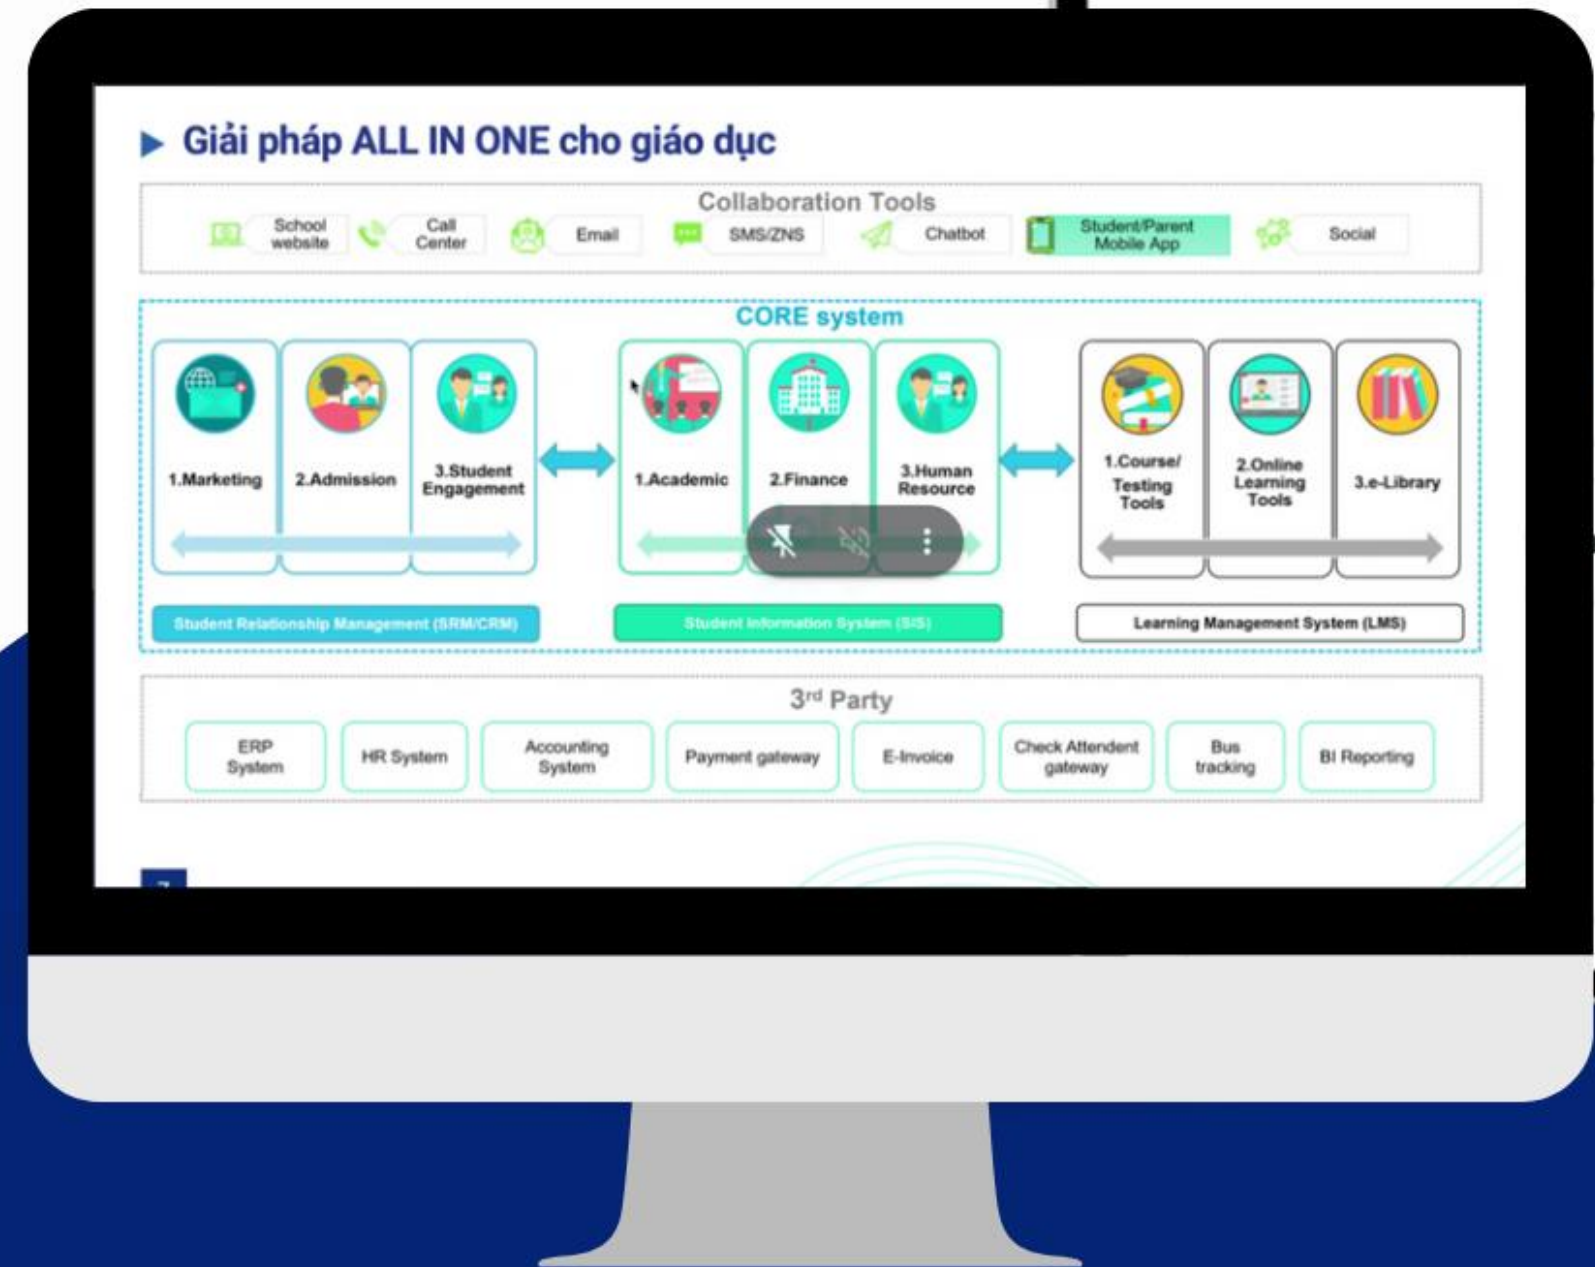 Giải pháp ALL IN ONE cho giáo dục
Collaboration Tools
School
website
Call
Center
Email
SMS/ZNS
Chatbot
Student/Parent
Mobile App
Social
CORE system
1.Marketing
2.Admission
3.Student
Engagement
1.Academic
2.Finance
3.Human
Resource
1.Course/
Testing
Tools
2.Online
Learning
Tools
3.e-Library
Student Relationship Management (SRM/CRM)
Student Information System (SIS)
Learning Management System (LMS)
3rd Party
ERP
System
HR System
Accounting
System
Payment gateway
E-Invoice
Check Attendent
gateway
Bus
tracking
BI Reporting